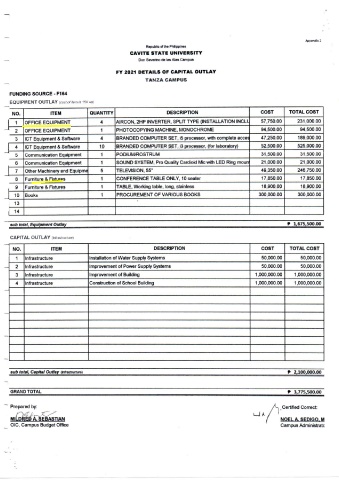 Appendix 2
Republic of the Philippines
CAVITE STATE UNIVERSITY
Don Severino de las Alas Campus
FY 2021 DETAILS OF CAPITAL OUTLAY
TANZA CAMPUS
FUNDING SOURCE - F164
EQUIPMENT OUTLAY
NO. ITEM QUANTITY DESCRIPTION COST TOTAL COST
1 OFFICE EQUIPMENT 4 AIRCON, 2HP INVERTER, SPLIT TYPE (INSTALLATION INCLU 57,750.00 231,000.00
2 OFFICE EQUIPMENT 1 PHOTOCOPYING MACHINE, MONOCHROME 94,500.00 94,500.00
3 ICT Equipment & Software 4 BRANDED COMPUTER SET, i5 processor, with complete acces 47,250.00 189,000.00
4 ICT Equipment & Software 10 BRANDED COMPUTER SET, processor, (for laboratory) 52,500.00 525,000.00
5 Communication Equipment 1 PODIUM/ROSTRUM 31,500.00 31,500.00
6 Communication Equipment 1 SOUND SYSTEM, Pro Quality Cardioid Mic with LED Ring moun 21,000.00 21,000.00
7 Other Machinery and Equipme 5 TELEVISION, 55" 49,350.00 246,750.00
8 Furniture & Fixtures 1 CONFERENCE TABLE ONLY, 10 seater 17,850.00 17,850.00
9 Furniture & Fixtures 1 TABLE, Working table, long, stainless 18,900.00 18,900.00
10 Books 1 PROCUREMENT OF VARIOUS BOOKS 300,000.00 300,000.00
13
14
sub total, Equipment Outlay ₱ 1,675,500.00
CAPITAL OUTLAY (Infrastructure)
NO. ITEM DESCRIPTION COST TOTAL COST
1 Infrastructure Installation of Water Supply Systems 50,000.00 50,000.00
2 Infrastructure Improvement of Power Supply Systems 50,000.00 50,000.00
3 Infrastructure Improvement of Building 1,000,000.00 1,000,000.00
4 Infrastructure Construction of School Building 1,000,000.00 1,000,000.00
sub total, Capital Outlay (Infrastructure) ₱ 2,100,000.00
GRAND TOTAL ₱ 3,775,500.00
Prepared by: Certified Correct:
MILDRED A. SEBASTIAN NOEL A. SEDIGO, M
OIC, Campus Budget Office Campus Administrato